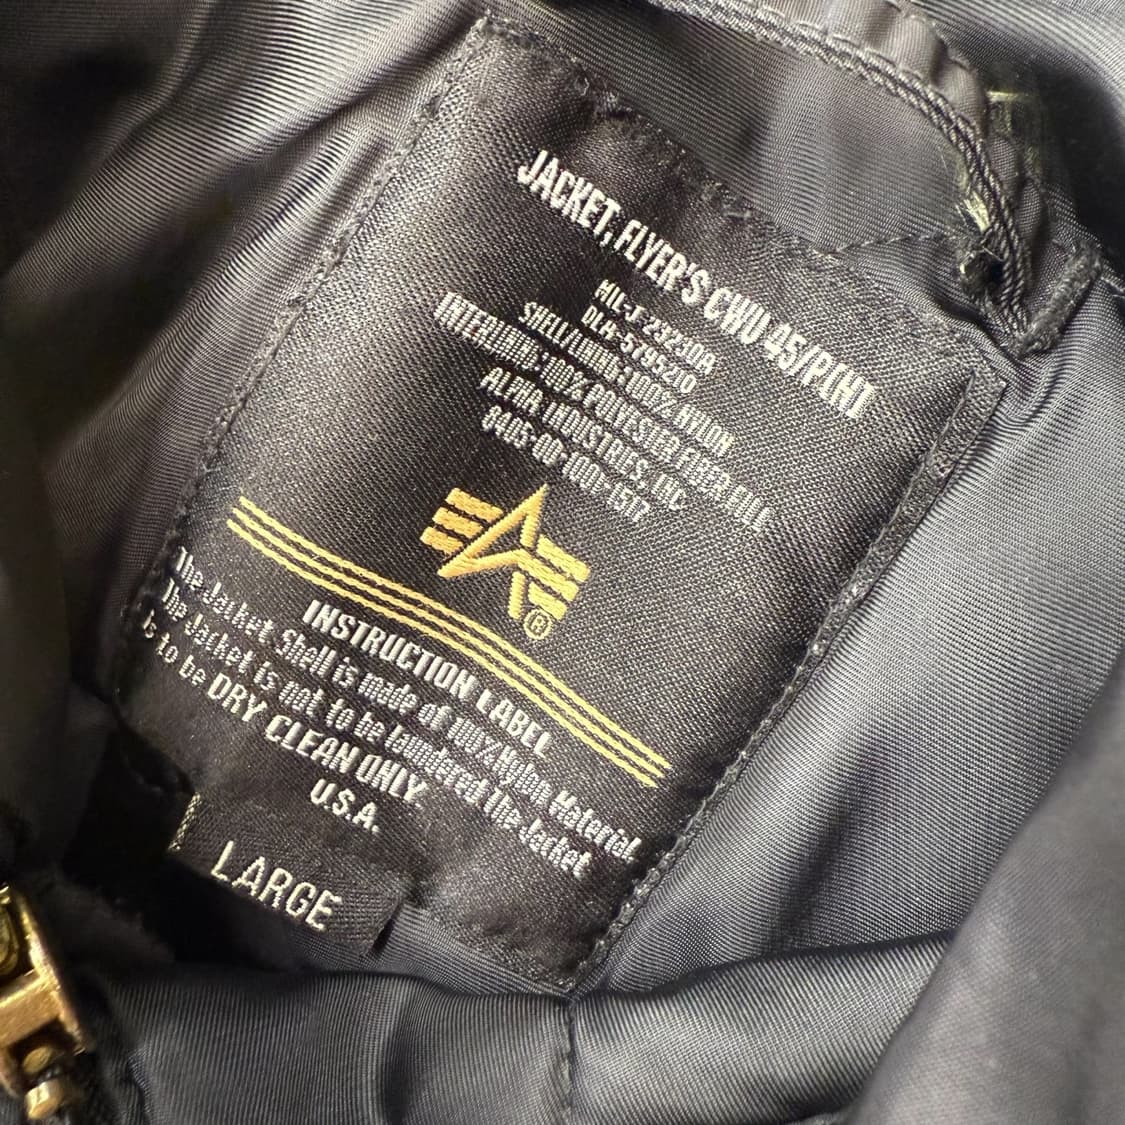 JACKET, FLYER'S CWU 45/P(H)
MIL-J-23230A
DLA-579520
SHELL/LINING:100% NYLON
INTERLINING:100% POLYESTER FIBER FILL
ALPHA INDUSTRIES, INC
INSTRUCTION LABEL
The Jacket Shell is made of 100% Nylon Material.
The Jacket is not to be laundered the Jacket
is to be DRY CLEAN ONLY.
U.S.A.
LARGE